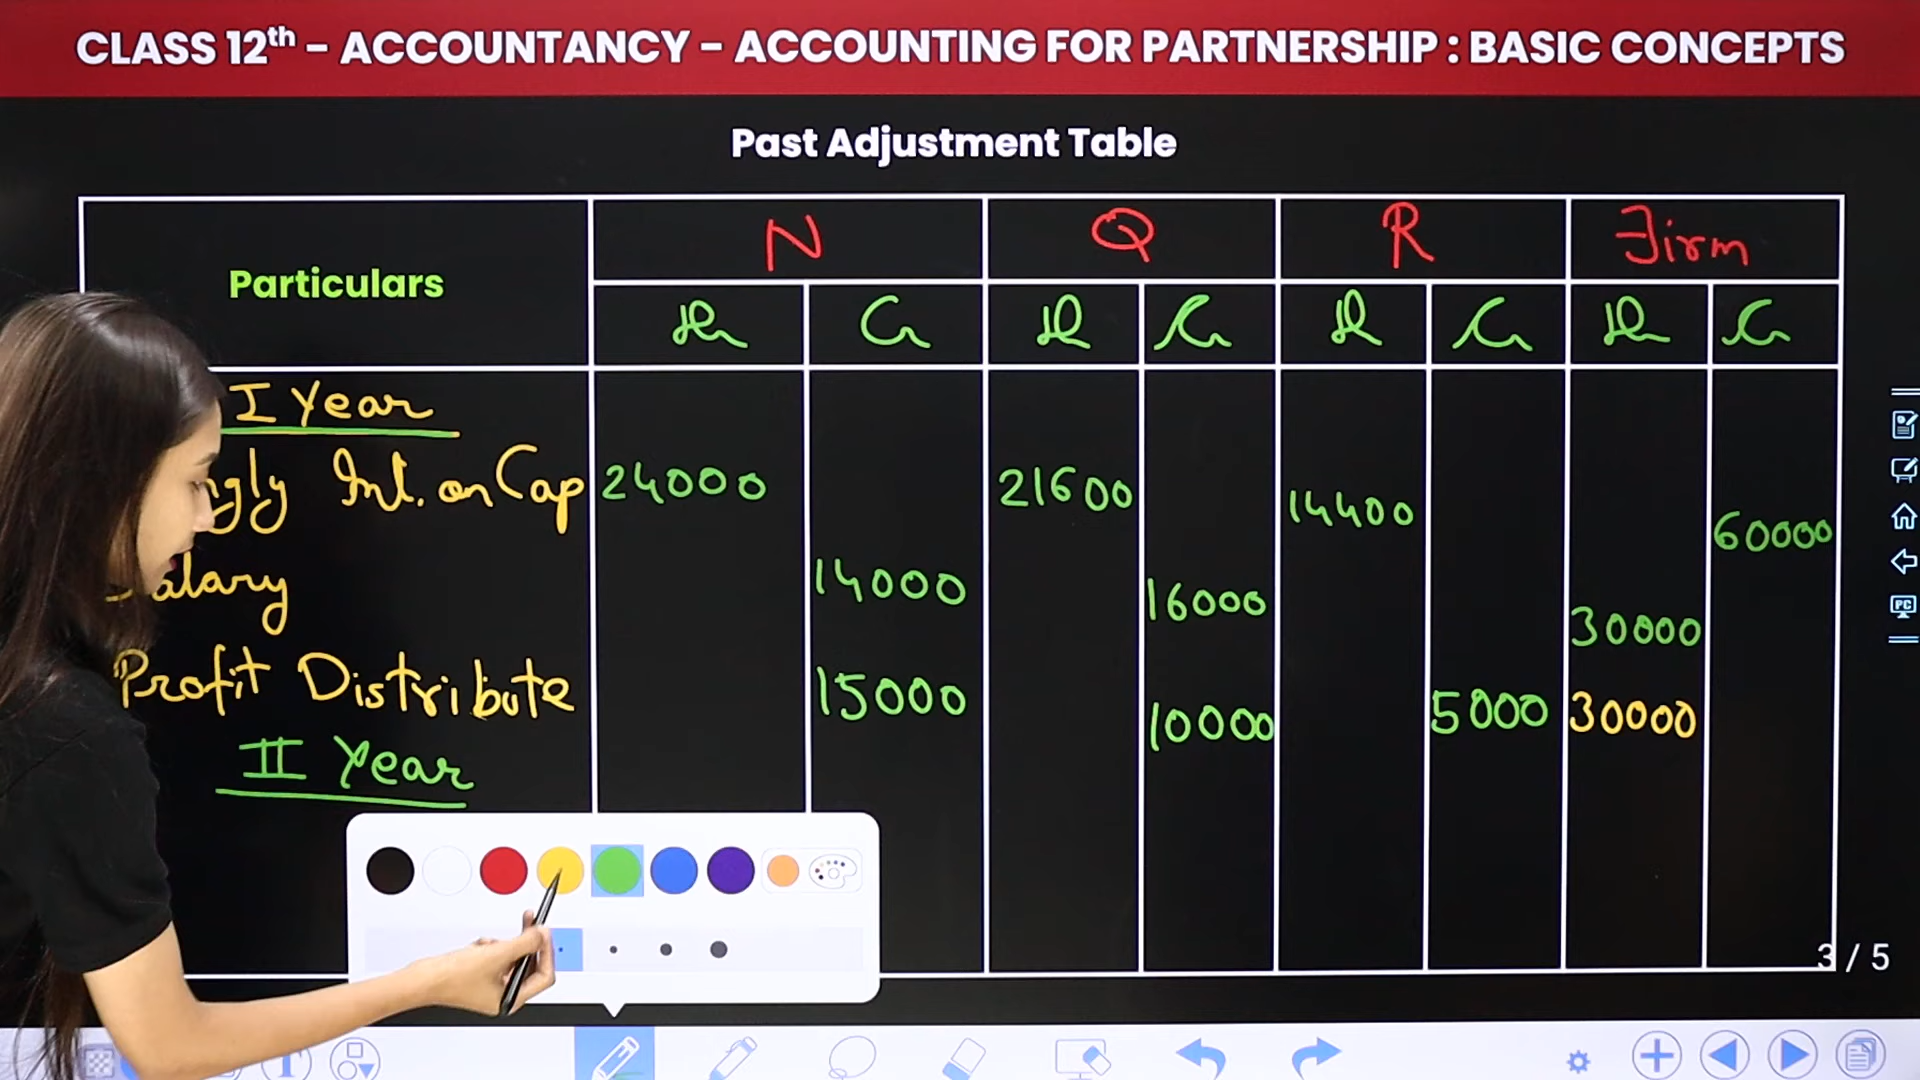 CLASS 12th - ACCOUNTANCY - ACCOUNTING FOR PARTNERSHIP : BASIC CONCEPTS
Past Adjustment Table
Particulars N Q R Firm
Dr Cr Dr Cr Dr Cr Dr Cr
I Year
Int. on Cap 24000 21600 14400 60000
14000 16000 30000
Profit Distribute 15000 10000 5000 30000
II Year
3 / 5
PC
T